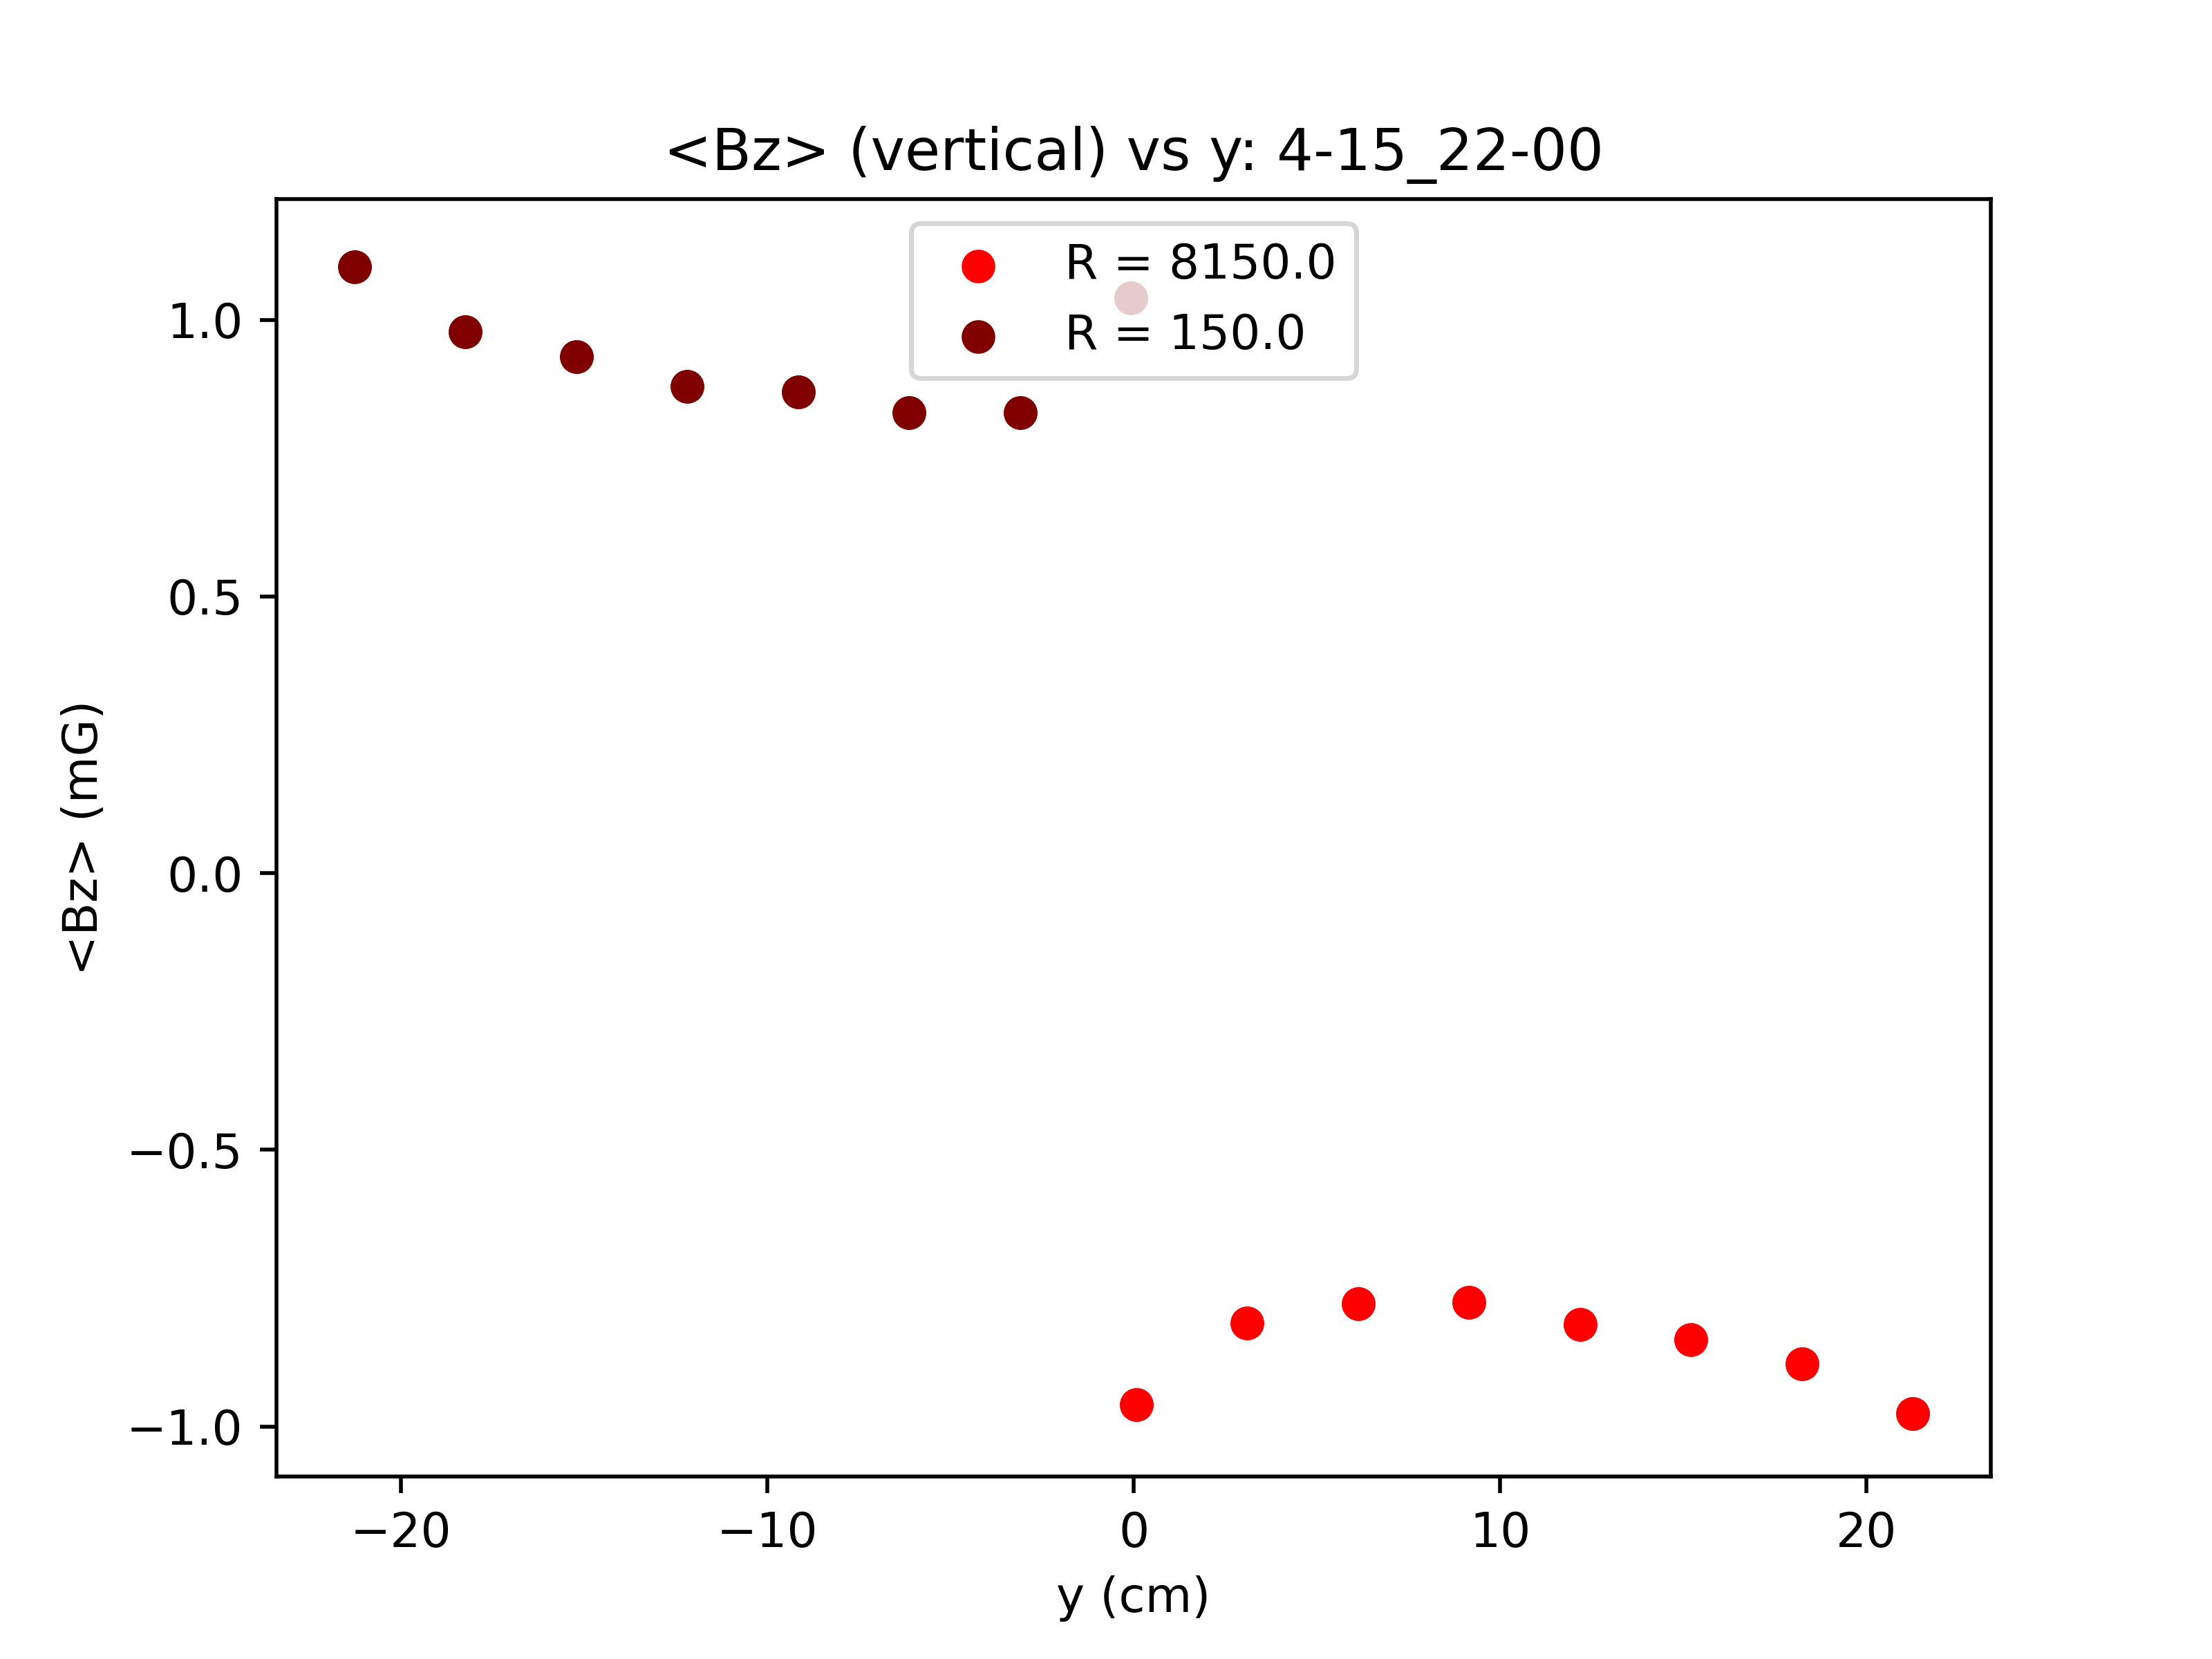 <Bz> (vertical) vs y: 4-15_22-00
R = 8150.0
R = 150.0
1.0
0.5
0.0
−0.5
−1.0
<Bz> (mG)
−20 −10 0 10 20
y (cm)